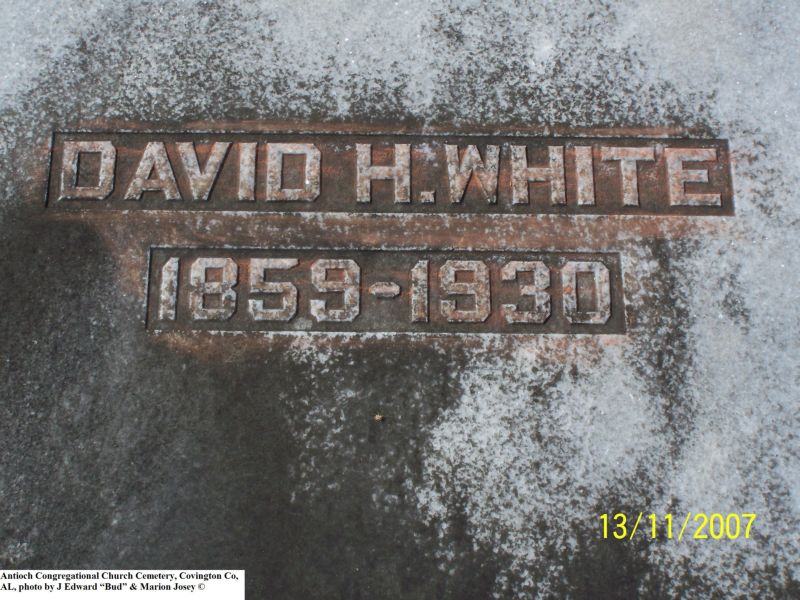 DAVID H. WHITE
1859-1930
13/11/2007
Antioch Congregational Church Cemetery, Covington Co,
AL, photo by J Edward “Bud” & Marion Josey ©